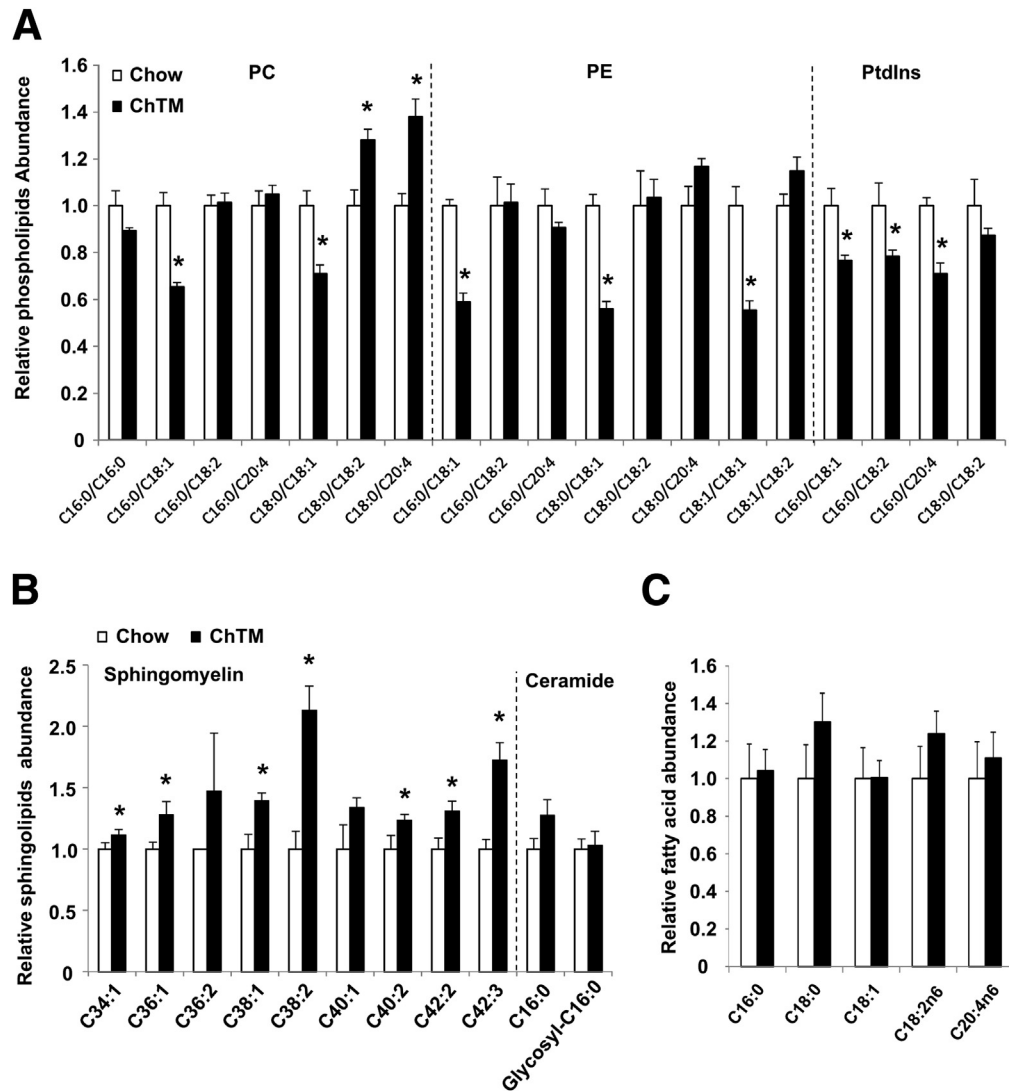 A
Relative phospholipids Abundance
1.6
1.4
1.2
1.0
0.8
0.6
0.4
0.2
0
Chow
ChTM
PC
PE
PtdIns
*
*
*
*
*
*
*
*
*
*
C16:0/C16:0
C16:0/C18:1
C16:0/C18:2
C16:0/C20:4
C18:0/C18:1
C18:0/C18:2
C18:0/C20:4
C16:0/C18:1
C16:0/C18:2
C16:0/C20:4
C18:0/C18:1
C18:0/C18:2
C18:0/C20:4
C18:1/C18:1
C18:1/C18:2
C16:0/C18:1
C16:0/C18:2
C16:0/C20:4
C18:0/C18:2
B
Chow
ChTM
Relative sphingolipids abundance
2.5
2.0
1.5
1.0
0.5
0
Sphingomyelin
Ceramide
*
*
*
*
*
*
*
C34:1
C36:1
C36:2
C38:1
C38:2
C40:1
C40:2
C42:2
C42:3
C16:0
Glycosyl-C16:0
C
Relative fatty acid abundance
1.6
1.4
1.2
1.0
0.8
0.6
0.4
0.2
0
C16:0
C18:0
C18:1
C18:2n6
C20:4n6